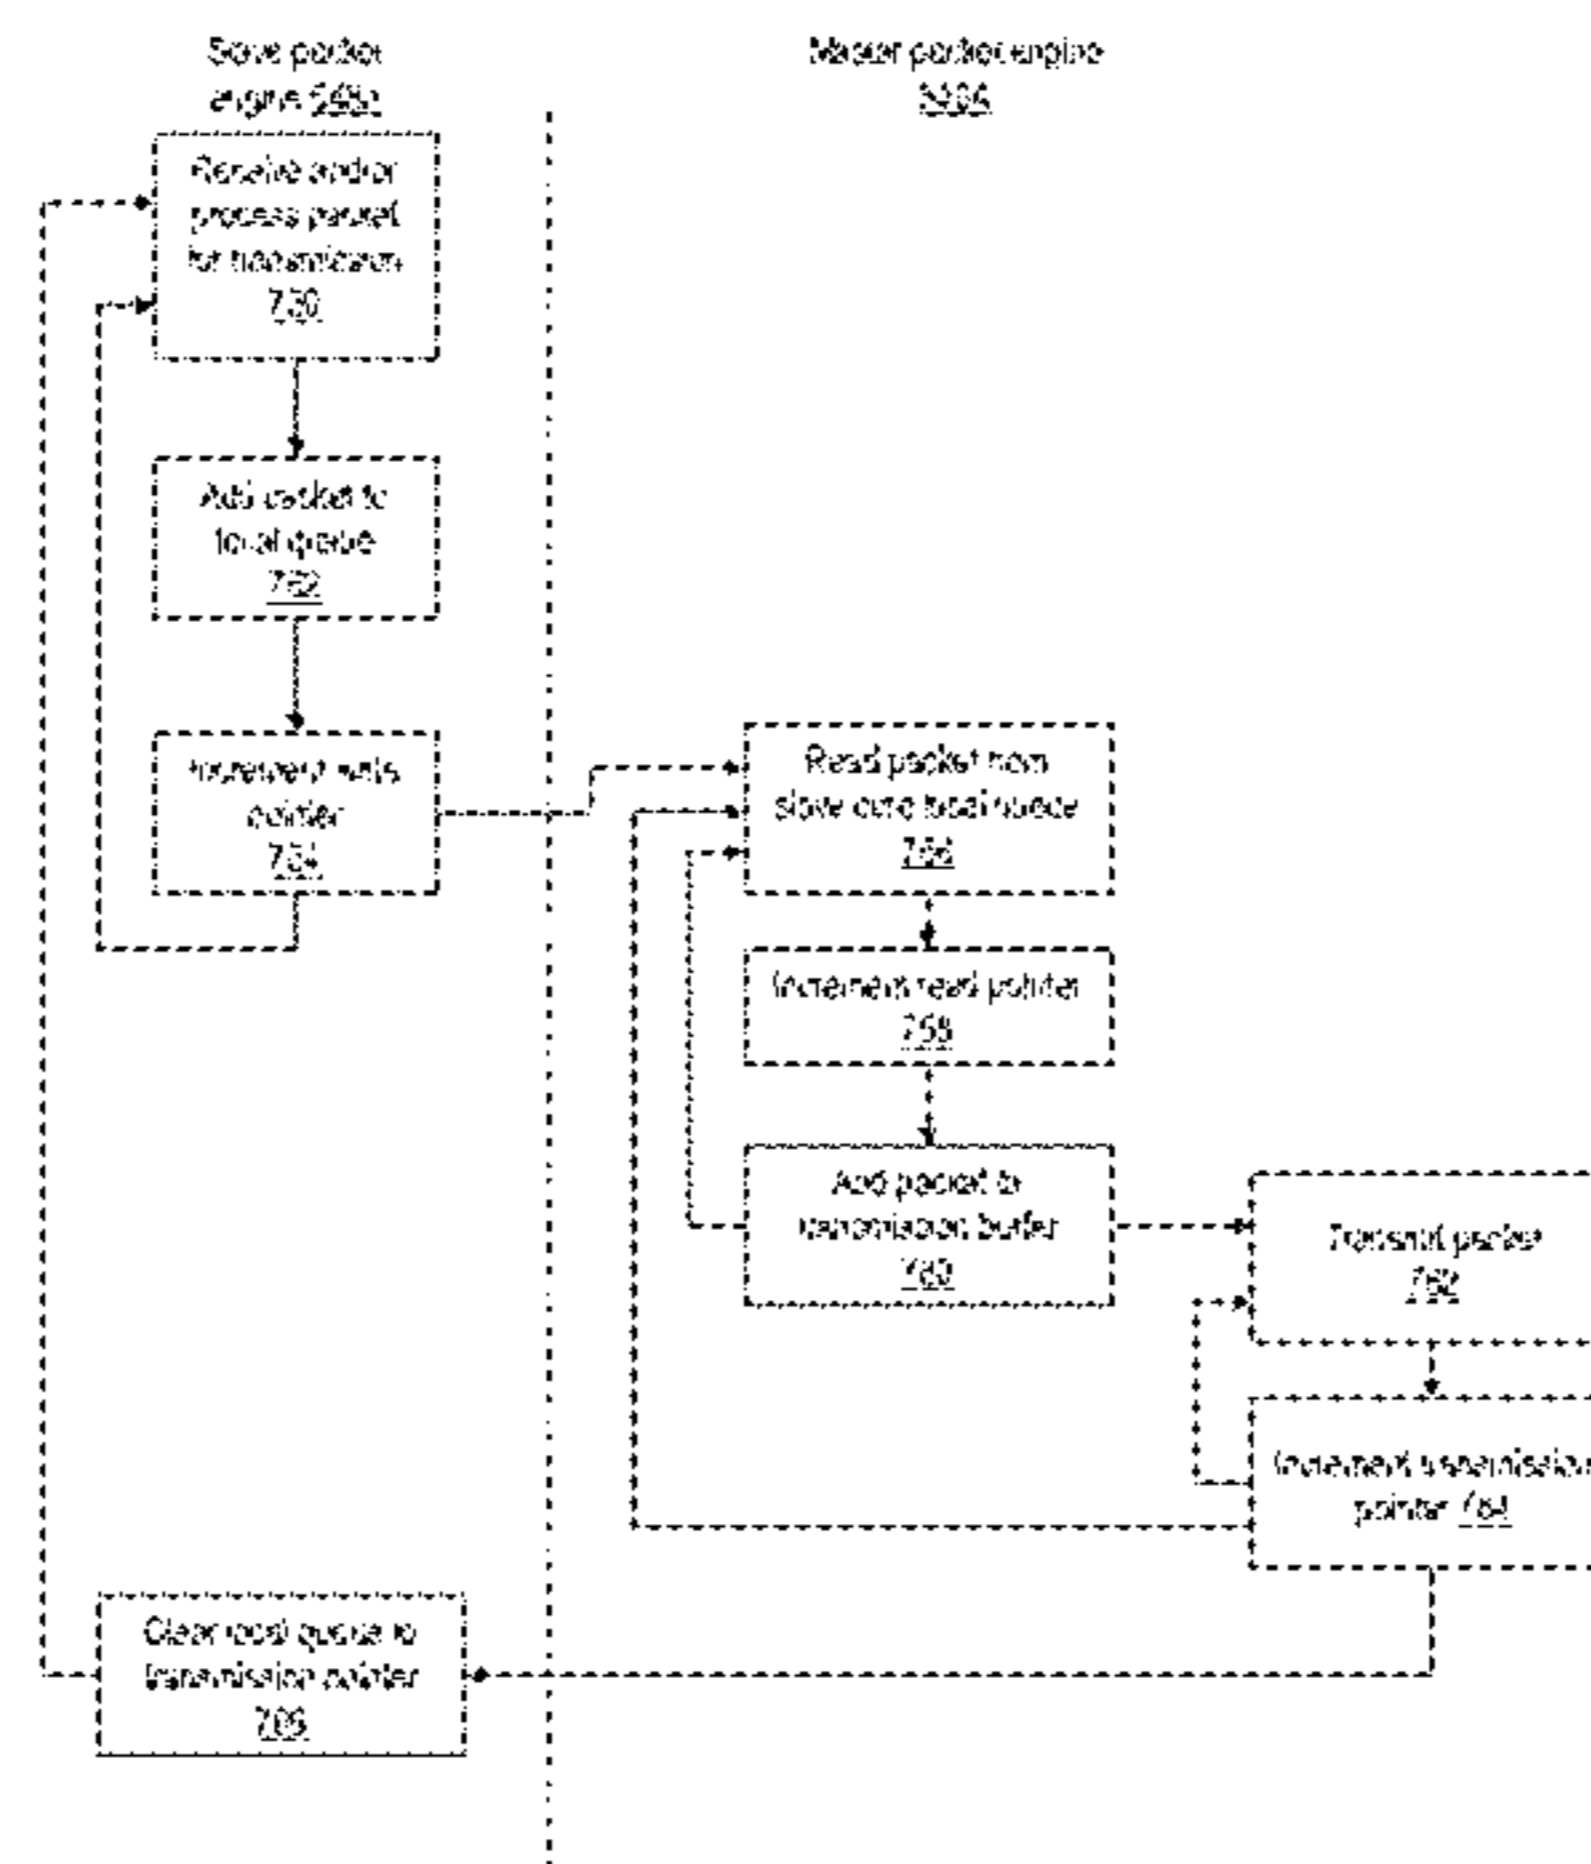 Slave packet
engine
Master packet engine
Receive and/or
process packet
for transmission
Add packet to
local queue
752
Increment write
pointer
754
Read packet from
slave core local queue
756
Increment read pointer
758
Add packet to
transmission buffer
760
Transmit packet
762
Increment transmission
pointer 764
Clear local queue to
transmission pointer
766